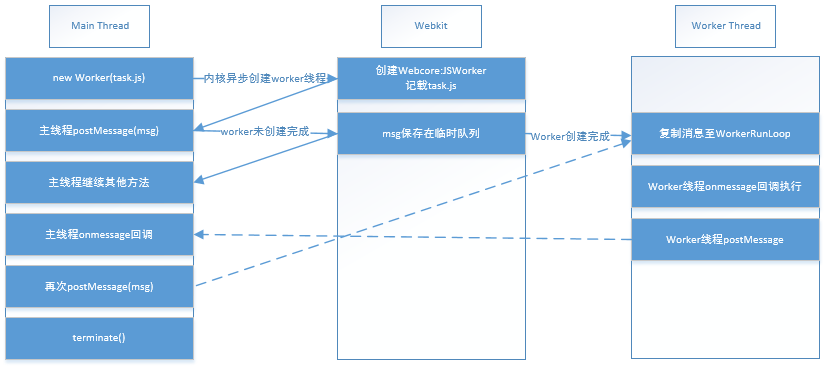 Main Thread
Webkit
Worker Thread
new Worker(task.js)
内核异步创建worker线程
创建Webcore:JSWorker
记载task.js
主线程postMessage(msg)
worker未创建完成
msg保存在临时队列
Worker创建完成
复制消息至WorkerRunLoop
主线程继续其他方法
Worker线程onmessage回调执行
主线程onmessage回调
Worker线程postMessage
再次postMessage(msg)
terminate()